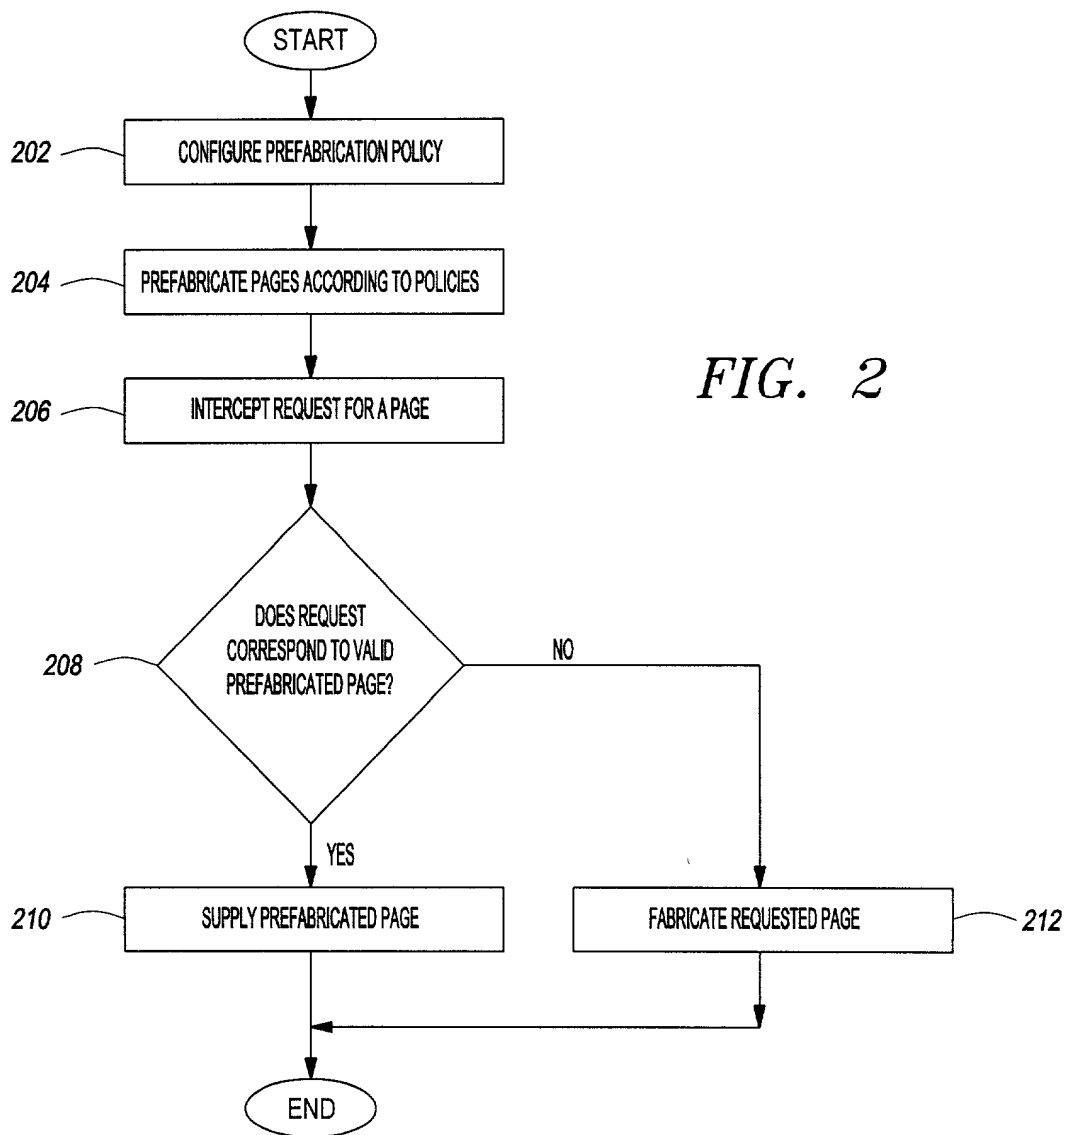 START
202
CONFIGURE PREFABRICATION POLICY
204
PREFABRICATE PAGES ACCORDING TO POLICIES
206
INTERCEPT REQUEST FOR A PAGE
FIG. 2
208
DOES REQUEST
CORRESPOND TO VALID
PREFABRICATED PAGE?
NO
YES
210
SUPPLY PREFABRICATED PAGE
FABRICATE REQUESTED PAGE
212
END